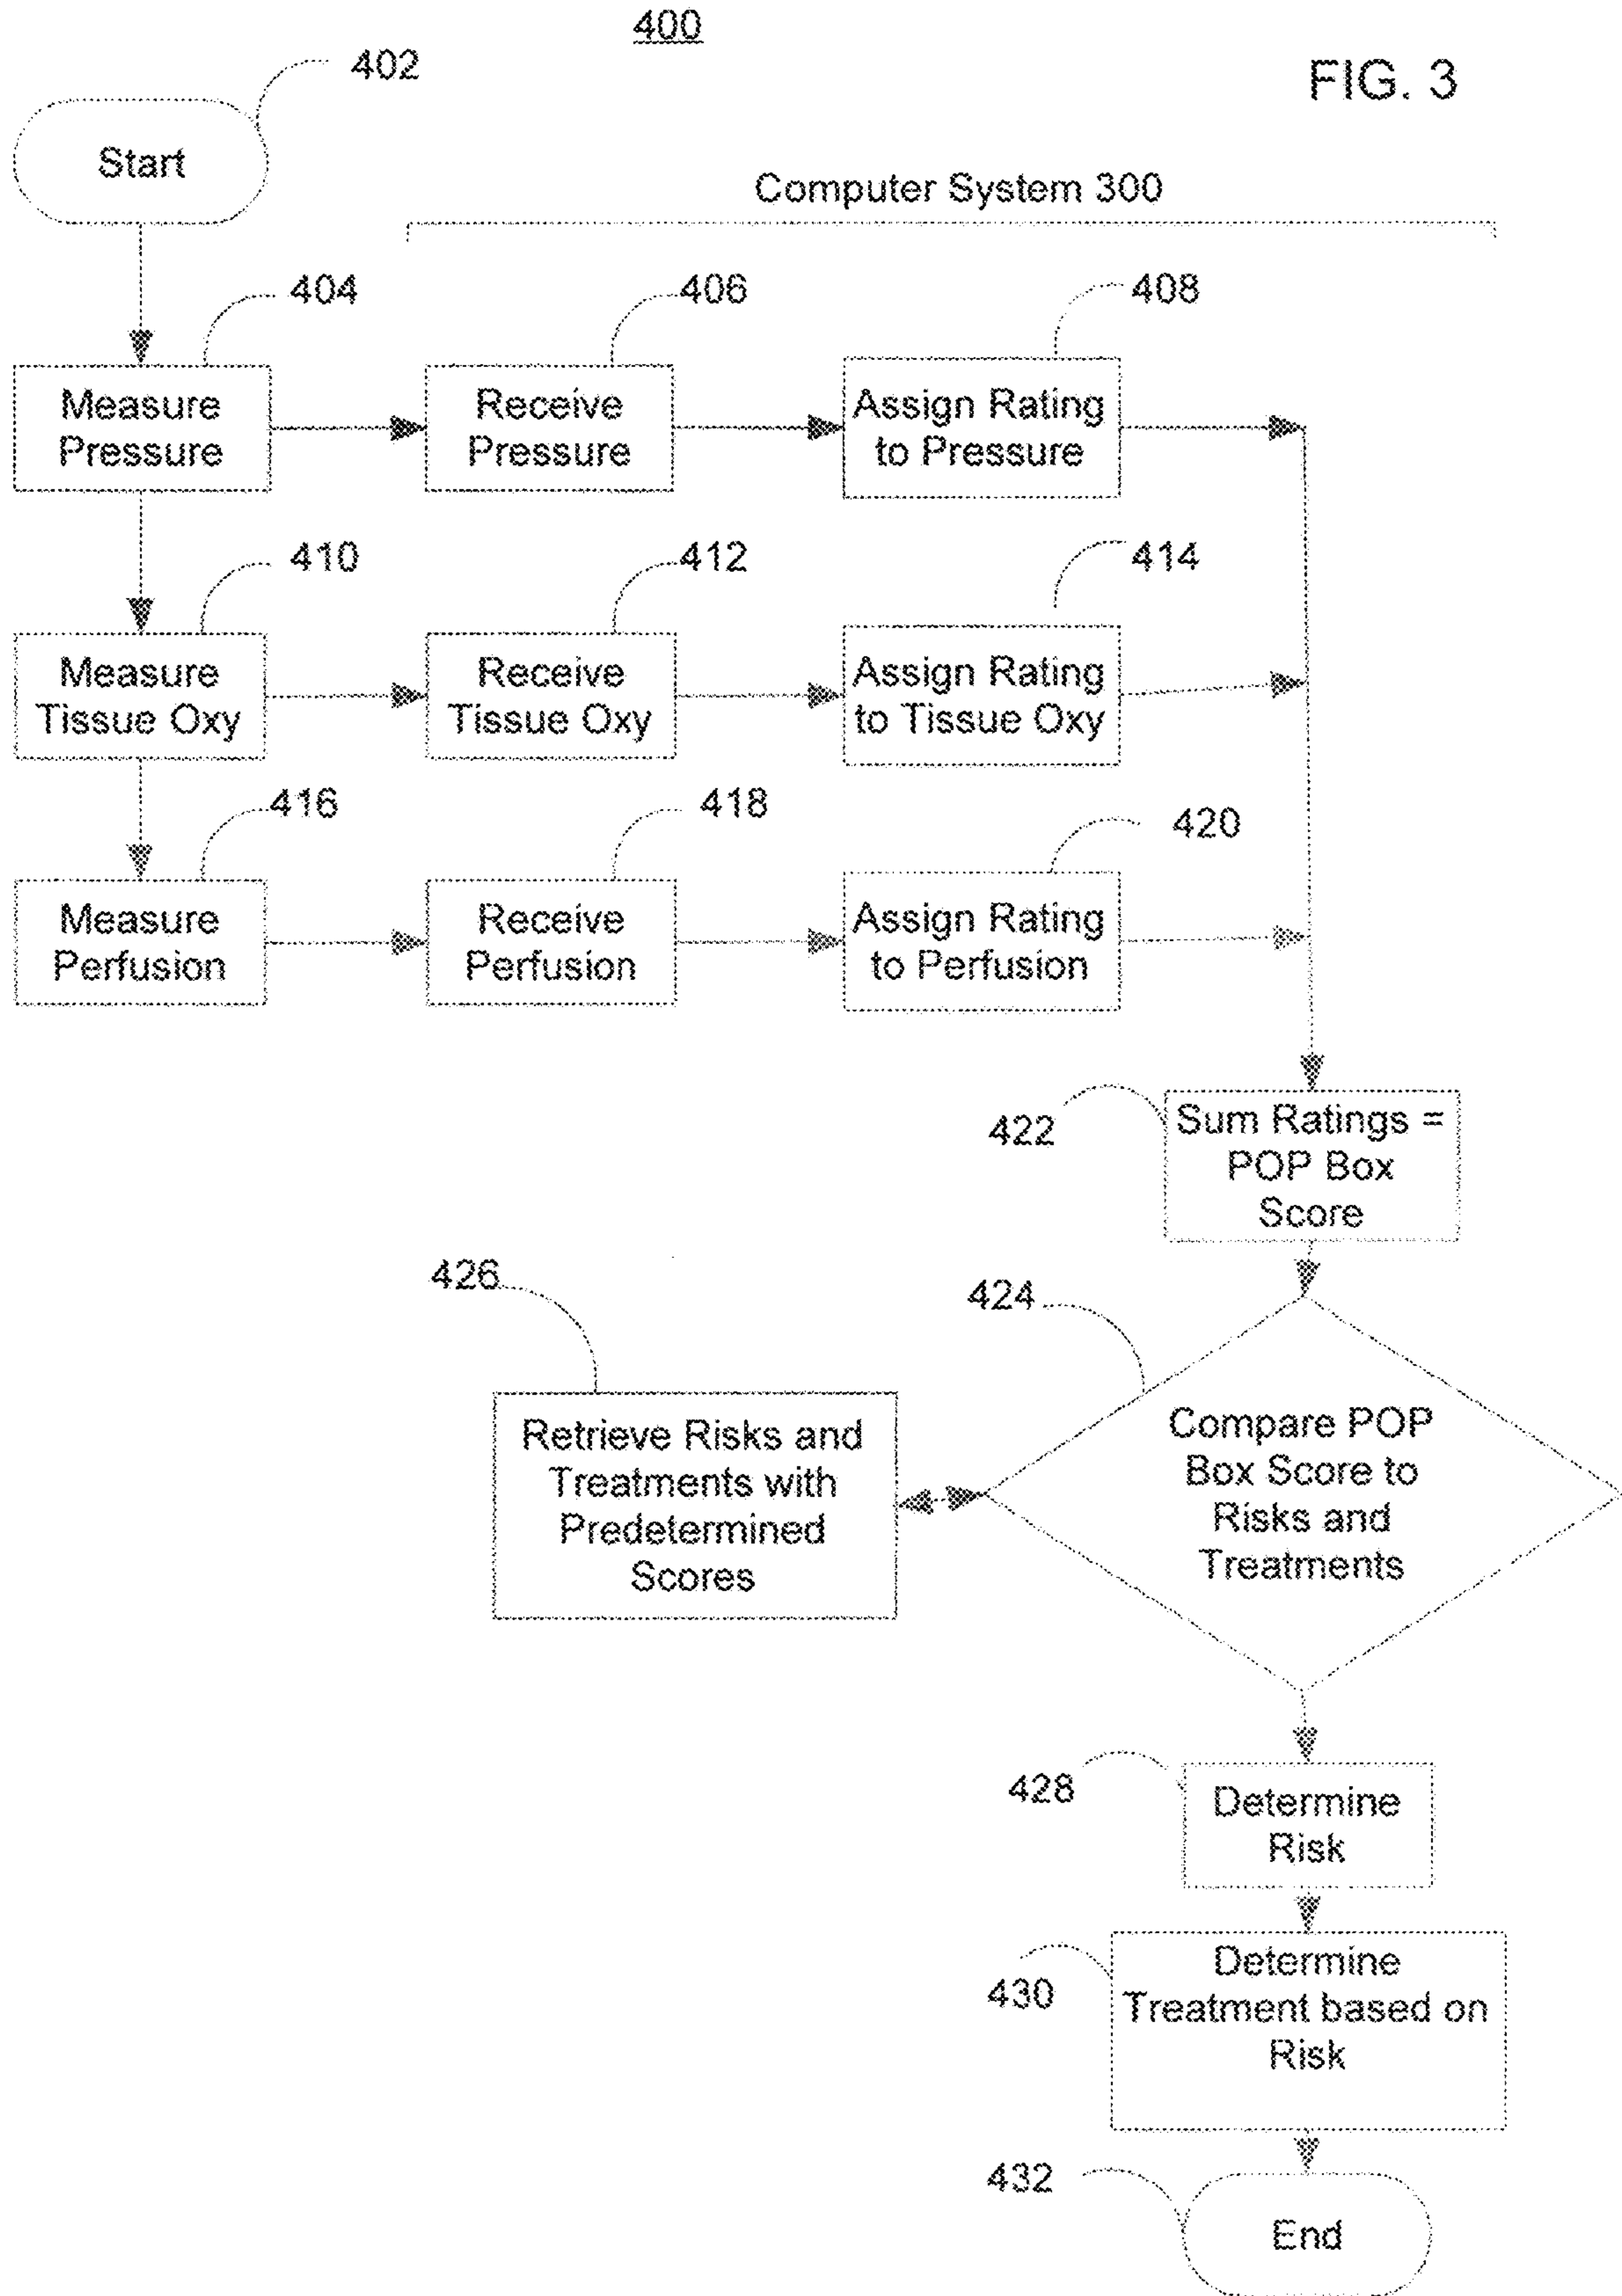 400
FIG. 3
402
Start
Computer System 300
404
406
408
Measure
Pressure
Receive
Pressure
Assign Rating
to Pressure
410
412
414
Measure
Tissue Oxy
Receive
Tissue Oxy
Assign Rating
to Tissue Oxy
416
418
420
Measure
Perfusion
Receive
Perfusion
Assign Rating
to Perfusion
422
Sum Ratings =
POP Box
Score
426
424
Retrieve Risks and
Treatments with
Predetermined
Scores
Compare POP
Box Score to
Risks and
Treatments
428
Determine
Risk
430
Determine
Treatment based on
Risk
432
End